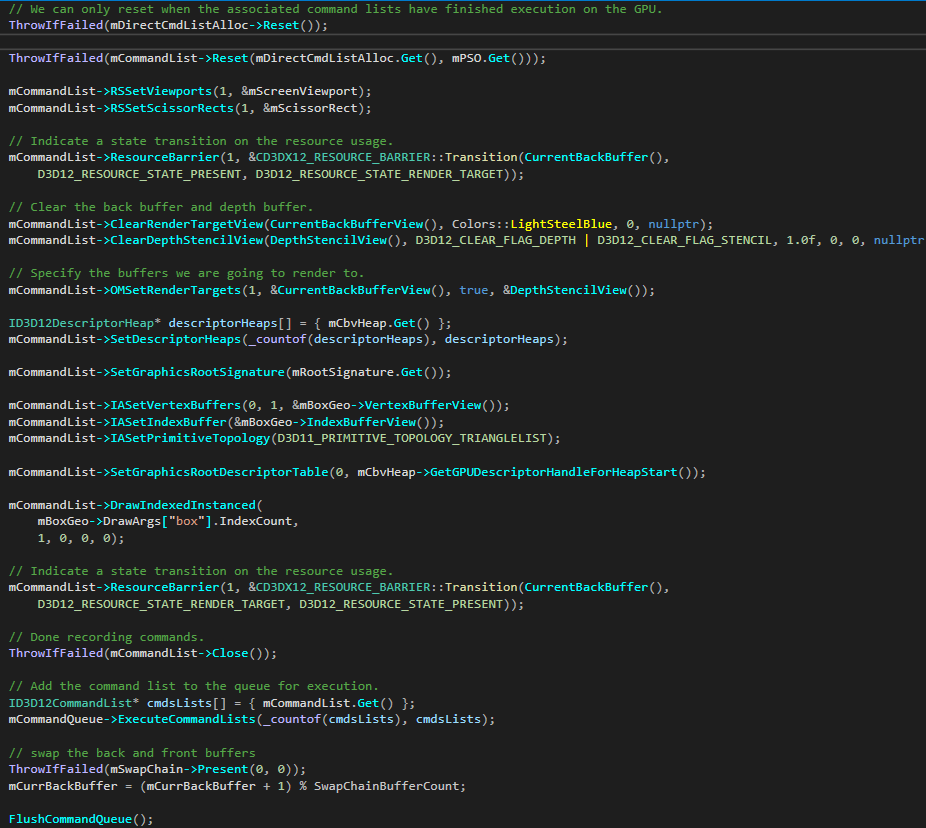 // We can only reset when the associated command lists have finished execution on the GPU.
ThrowIfFailed(mDirectCmdListAlloc->Reset());
ThrowIfFailed(mCommandList->Reset(mDirectCmdListAlloc.Get(), mPSO.Get()));
mCommandList->RSSetViewports(1, &mScreenViewport);
mCommandList->RSSetScissorRects(1, &mScissorRect);
// Indicate a state transition on the resource usage.
mCommandList->ResourceBarrier(1, &CD3DX12_RESOURCE_BARRIER::Transition(CurrentBackBuffer(),
    D3D12_RESOURCE_STATE_PRESENT, D3D12_RESOURCE_STATE_RENDER_TARGET));
// Clear the back buffer and depth buffer.
mCommandList->ClearRenderTargetView(CurrentBackBufferView(), Colors::LightSteelBlue, 0, nullptr);
mCommandList->ClearDepthStencilView(DepthStencilView(), D3D12_CLEAR_FLAG_DEPTH | D3D12_CLEAR_FLAG_STENCIL, 1.0f, 0, 0, nullptr
// Specify the buffers we are going to render to.
mCommandList->OMSetRenderTargets(1, &CurrentBackBufferView(), true, &DepthStencilView());
ID3D12DescriptorHeap* descriptorHeaps[] = { mCbvHeap.Get() };
mCommandList->SetDescriptorHeaps(_countof(descriptorHeaps), descriptorHeaps);
mCommandList->SetGraphicsRootSignature(mRootSignature.Get());
mCommandList->IASetVertexBuffers(0, 1, &mBoxGeo->VertexBufferView());
mCommandList->IASetIndexBuffer(&mBoxGeo->IndexBufferView());
mCommandList->IASetPrimitiveTopology(D3D11_PRIMITIVE_TOPOLOGY_TRIANGLELIST);
mCommandList->SetGraphicsRootDescriptorTable(0, mCbvHeap->GetGPUDescriptorHandleForHeapStart());
mCommandList->DrawIndexedInstanced(
    mBoxGeo->DrawArgs["box"].IndexCount,
    1, 0, 0, 0);
// Indicate a state transition on the resource usage.
mCommandList->ResourceBarrier(1, &CD3DX12_RESOURCE_BARRIER::Transition(CurrentBackBuffer(),
    D3D12_RESOURCE_STATE_RENDER_TARGET, D3D12_RESOURCE_STATE_PRESENT));
// Done recording commands.
ThrowIfFailed(mCommandList->Close());
// Add the command list to the queue for execution.
ID3D12CommandList* cmdsLists[] = { mCommandList.Get() };
mCommandQueue->ExecuteCommandLists(_countof(cmdsLists), cmdsLists);
// swap the back and front buffers
ThrowIfFailed(mSwapChain->Present(0, 0));
mCurrBackBuffer = (mCurrBackBuffer + 1) % SwapChainBufferCount;
FlushCommandQueue();